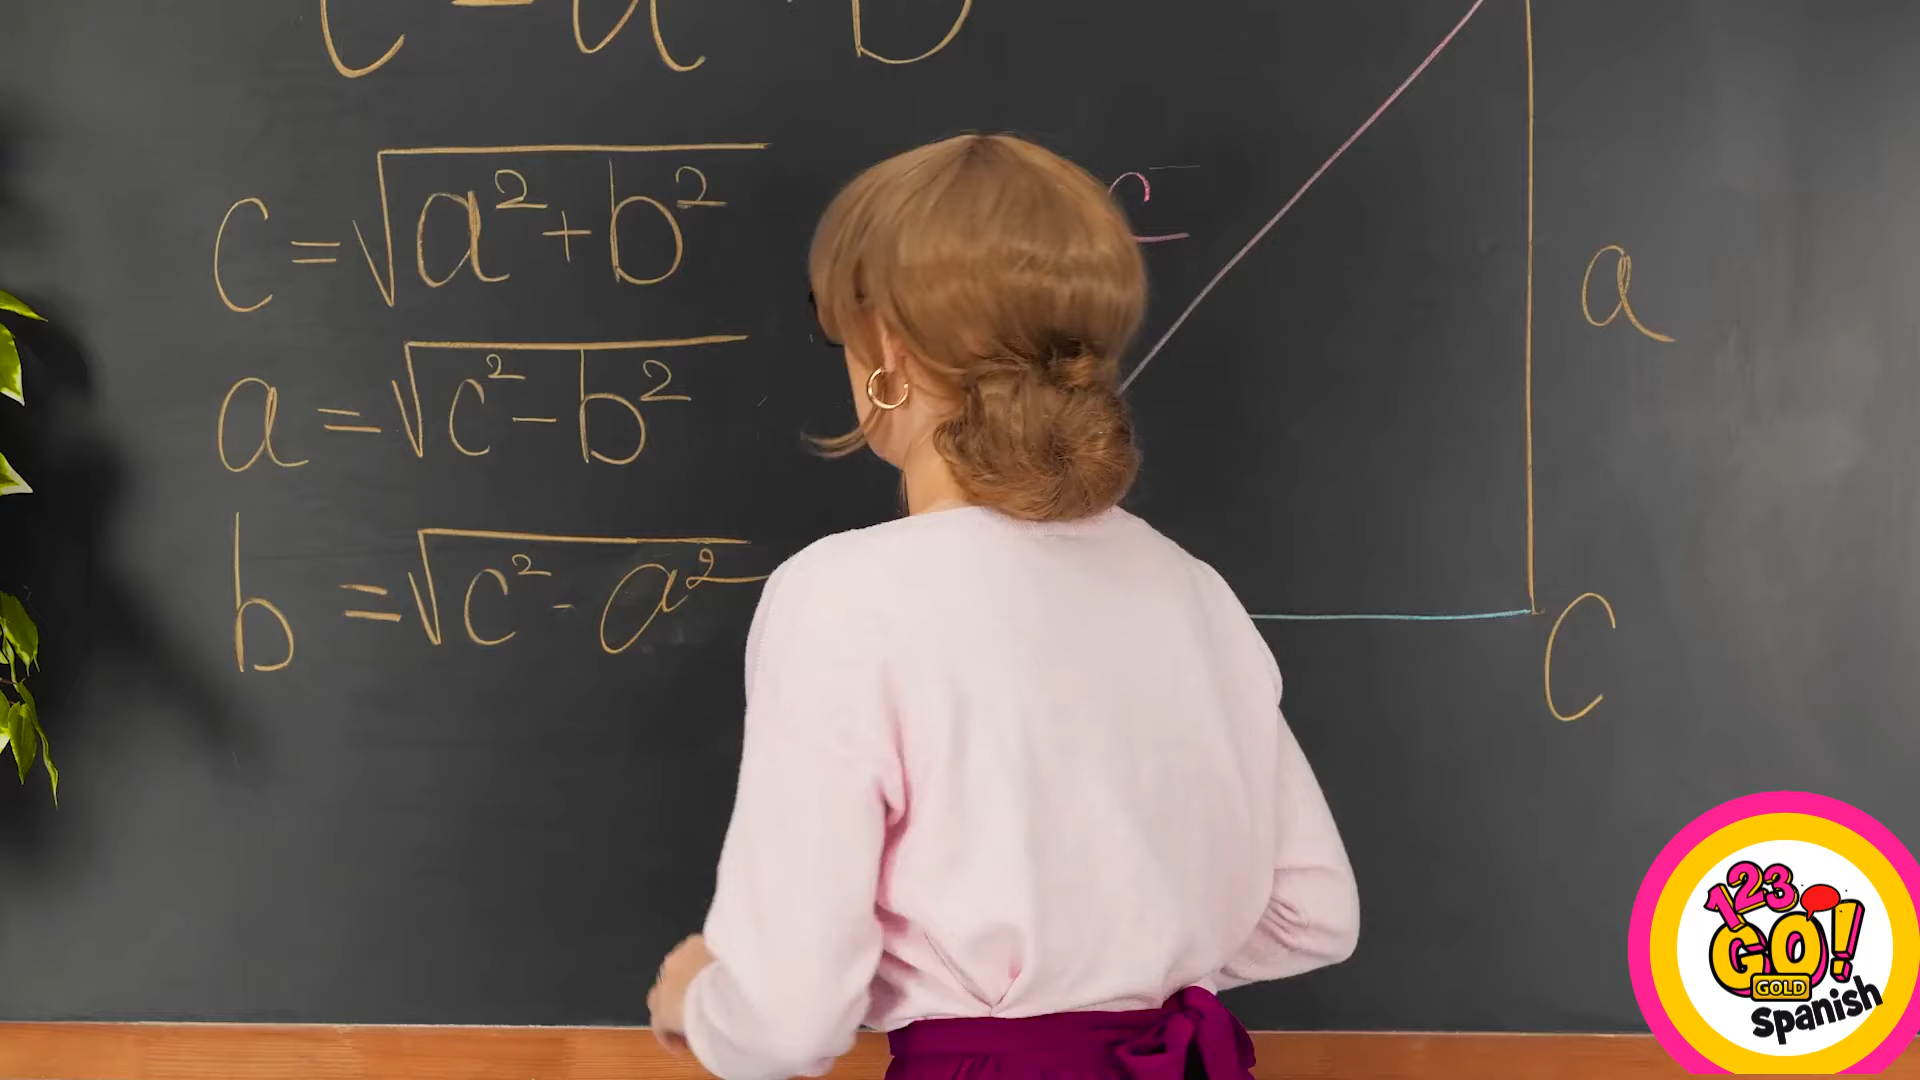 c = √a²+b²
a
a = √c²-b²
b = √c²-a²
C
123
GO!
GOLD
Spanish